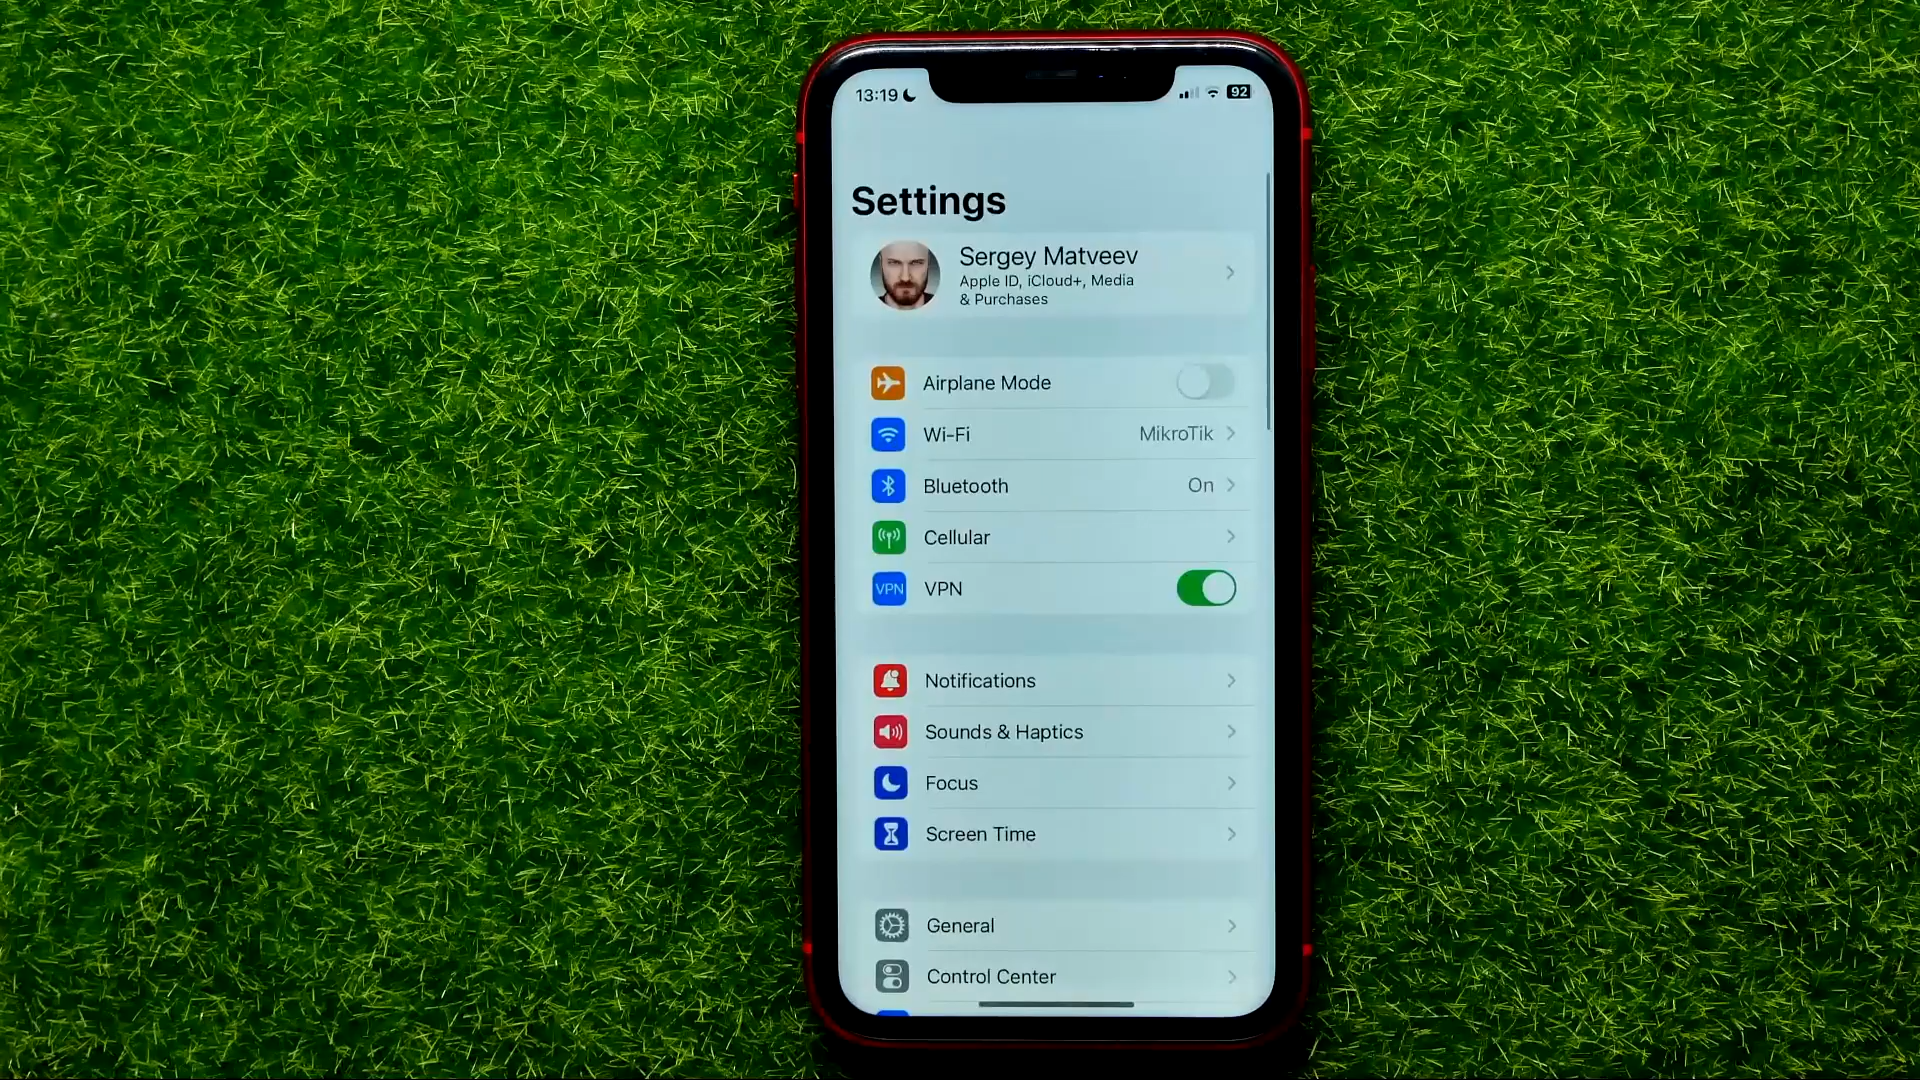 13:19
92
Settings
Sergey Matveev
Apple ID, iCloud+, Media
& Purchases
Airplane Mode
Wi-Fi MikroTik
Bluetooth On
Cellular
VPN VPN
Notifications
Sounds & Haptics
Focus
Screen Time
General
Control Center